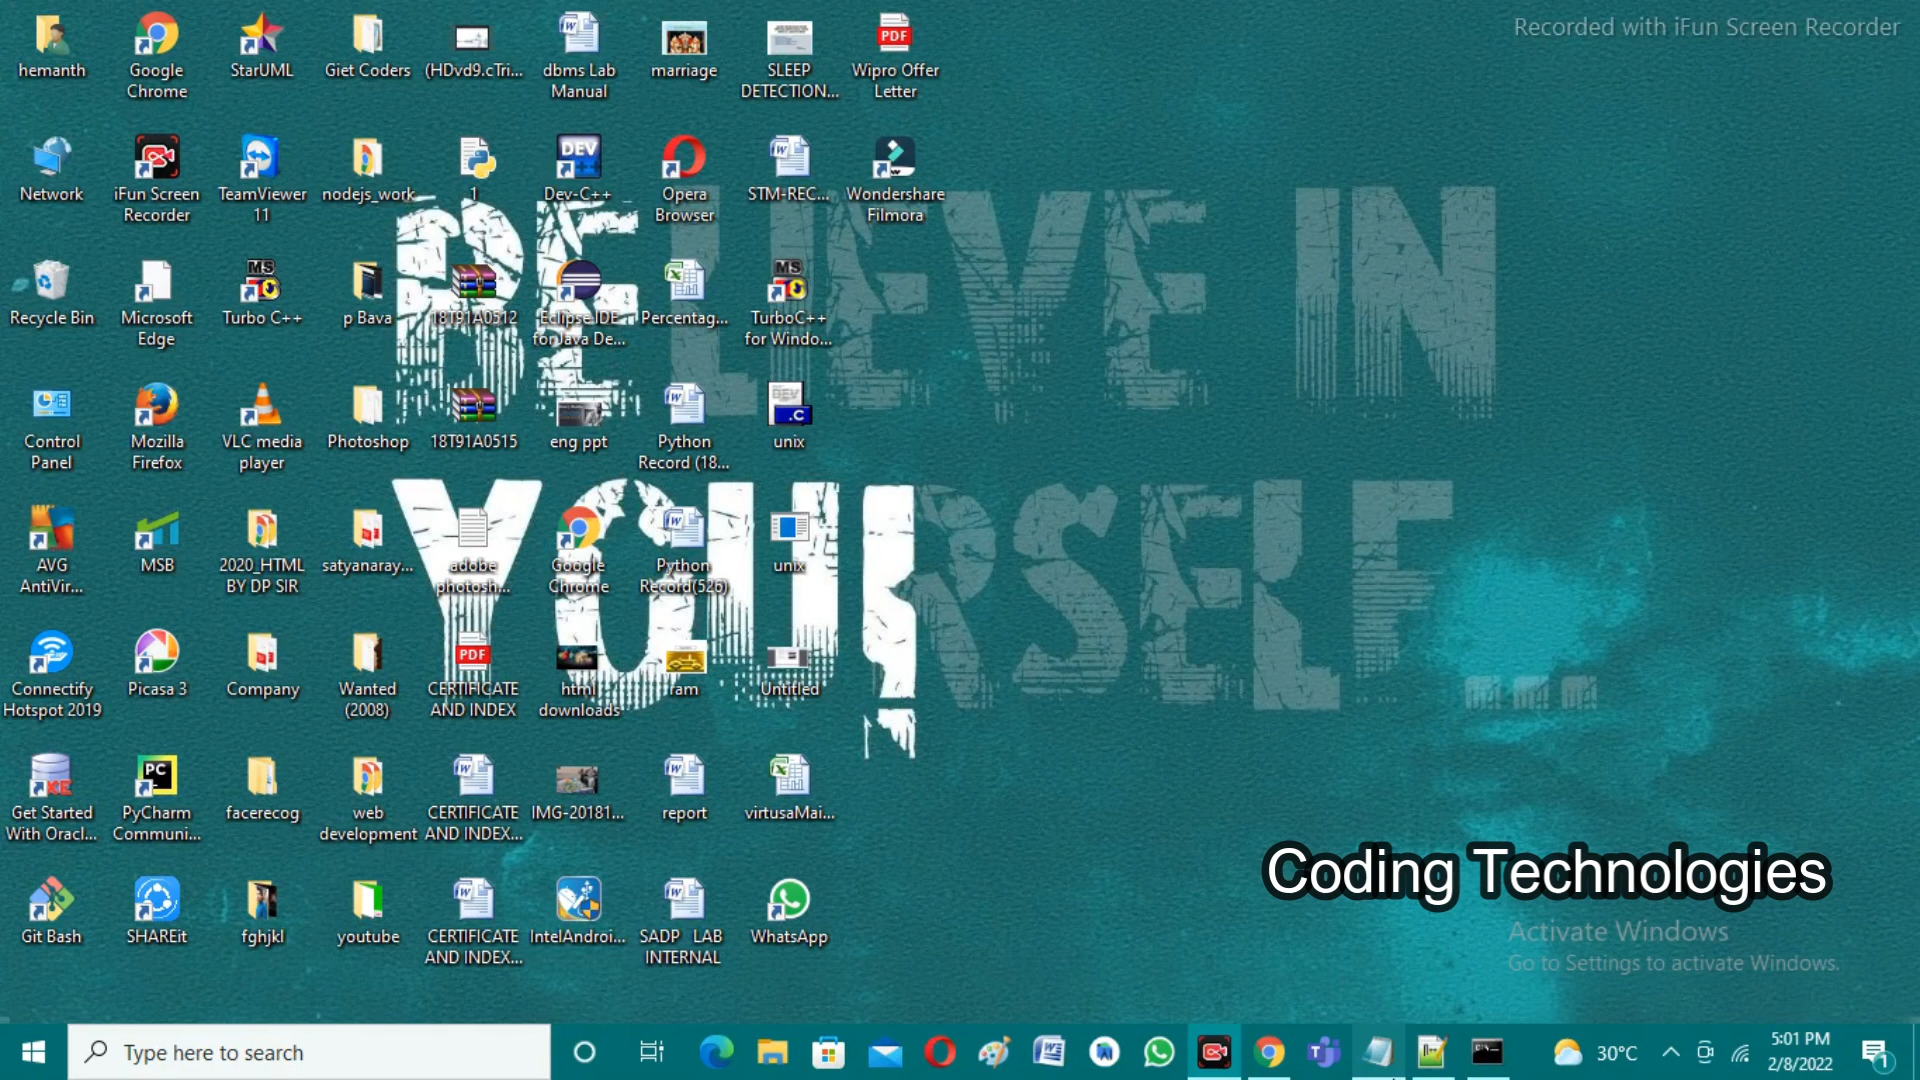 Recorded with iFun Screen Recorder
hemanth
Google Chrome
StarUML
Giet Coders
(HDvd9.cTri...
dbms Lab Manual
marriage
SLEEP DETECTION...
Wipro Offer Letter
Network
iFun Screen Recorder
TeamViewer 11
nodejs_work
1
Dev-C++
Opera Browser
STM-REC...
Wondershare Filmora
BELIEVE IN
Recycle Bin
Microsoft Edge
Turbo C++
p Bava
18T91A0512
Eclipse IDE for Java De...
Percentag...
TurboC++ for Windo...
Control Panel
Mozilla Firefox
VLC media player
Photoshop
18T91A0515
eng ppt
Python Record (18...
unix
YOURSELF...
AVG AntiVir...
MSB
2020_HTML BY DP SIR
satyanaray...
adobe photosh...
Google Chrome
Python Record(526)
unix
Connectify Hotspot 2019
Picasa 3
Company
Wanted (2008)
CERTIFICATE AND INDEX
html downloads
ram
Untitled
Get Started With Oracl...
PyCharm Communi...
facerecog
web development
CERTIFICATE AND INDEX...
IMG-20181...
report
virtusaMai...
Git Bash
SHAREit
fghjkl
youtube
CERTIFICATE AND INDEX...
IntelAndroi...
SADP LAB INTERNAL
WhatsApp
Coding Technologies
Activate Windows
Go to Settings to activate Windows.
Type here to search
30°C
5:01 PM
2/8/2022
1